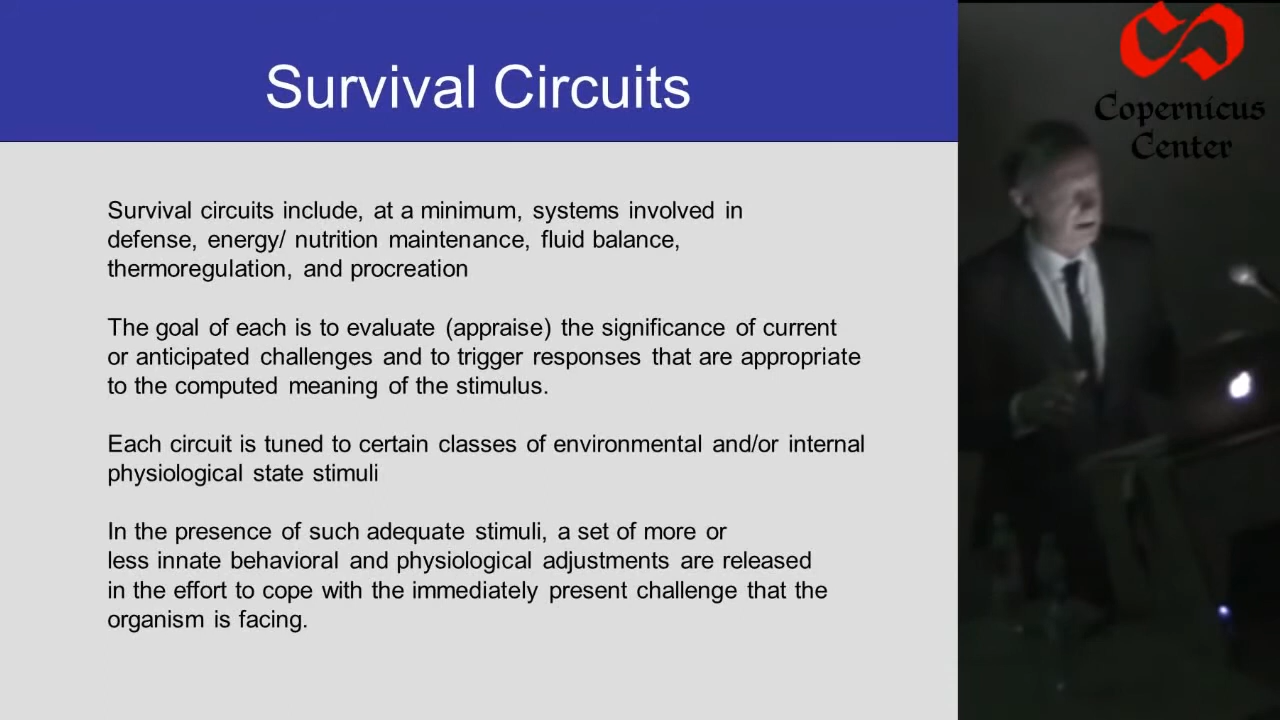 Survival Circuits
Survival circuits include, at a minimum, systems involved in
defense, energy/ nutrition maintenance, fluid balance,
thermoregulation, and procreation
The goal of each is to evaluate (appraise) the significance of current
or anticipated challenges and to trigger responses that are appropriate
to the computed meaning of the stimulus.
Each circuit is tuned to certain classes of environmental and/or internal
physiological state stimuli
In the presence of such adequate stimuli, a set of more or
less innate behavioral and physiological adjustments are released
in the effort to cope with the immediately present challenge that the
organism is facing.
Copernicus
Center